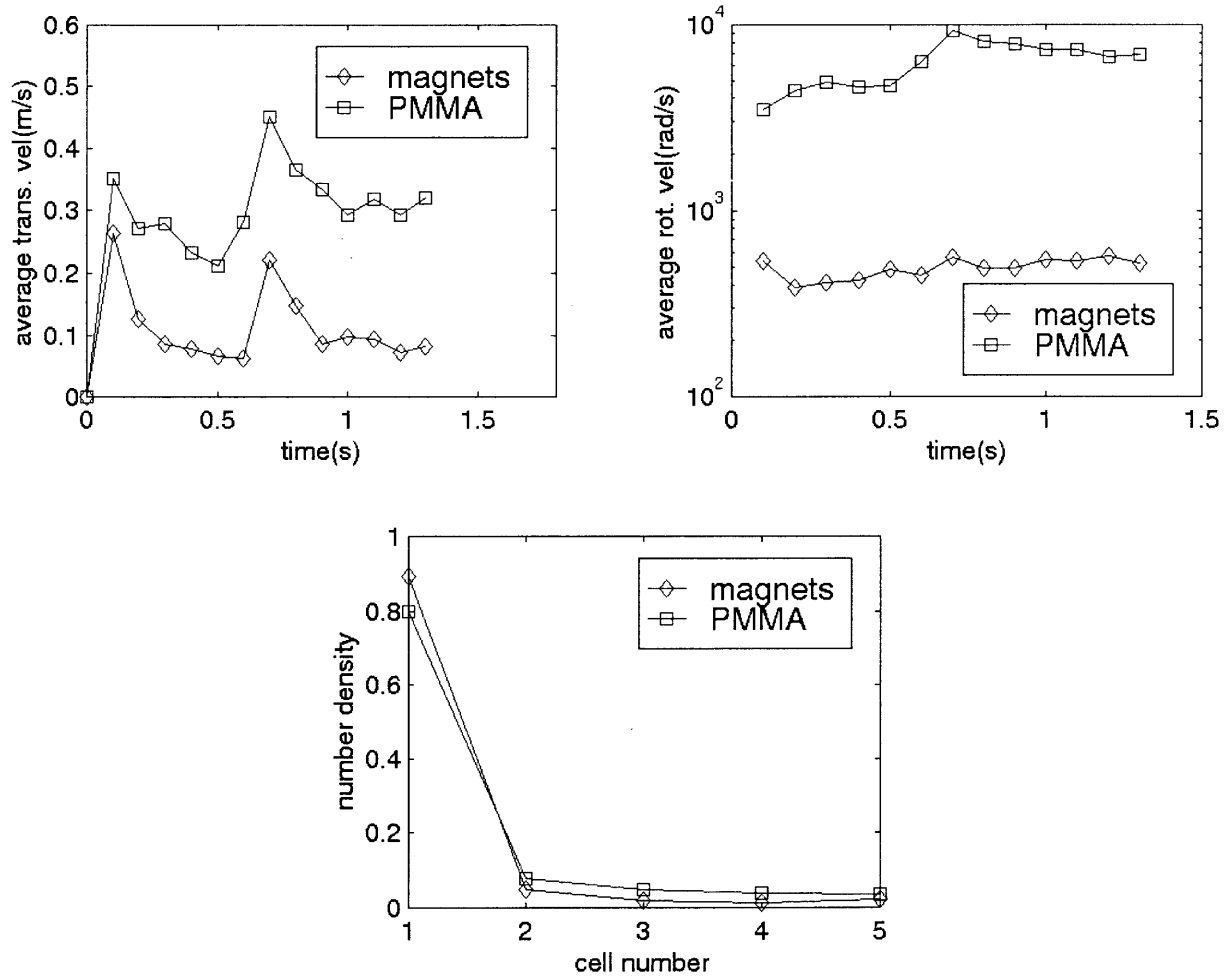 average trans. vel(m/s)
0.6
0.5
0.4
0.3
0.2
0.1
0
magnets
PMMA
0 0.5 1 1.5
time(s)
average rot. vel(rad/s)
10^4
10^3
10^2
magnets
PMMA
0 0.5 1 1.5
time(s)
number density
1
0.8
0.6
0.4
0.2
0
magnets
PMMA
1 2 3 4 5
cell number